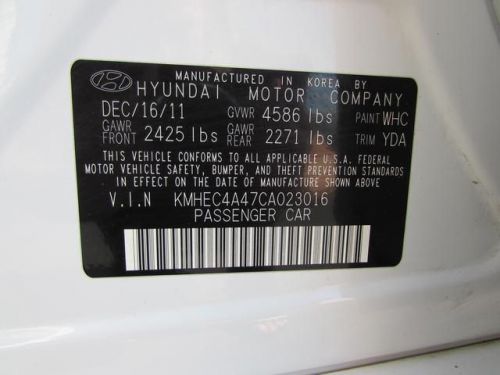 MANUFACTURED IN KOREA BY
HYUNDAI MOTOR COMPANY
DEC/16/11 GVWR 4586 lbs PAINT WHC
GAWR FRONT 2425 lbs GAWR REAR 2271 lbs TRIM YDA
THIS VEHICLE CONFORMS TO ALL APPLICABLE U.S.A. FEDERAL
MOTOR VEHICLE SAFETY, BUMPER, AND THEFT PREVENTION STANDARDS
IN EFFECT ON THE DATE OF MANUFACTURE SHOWN ABOVE.
V.I.N KMHEC4A47CA023016
PASSENGER CAR